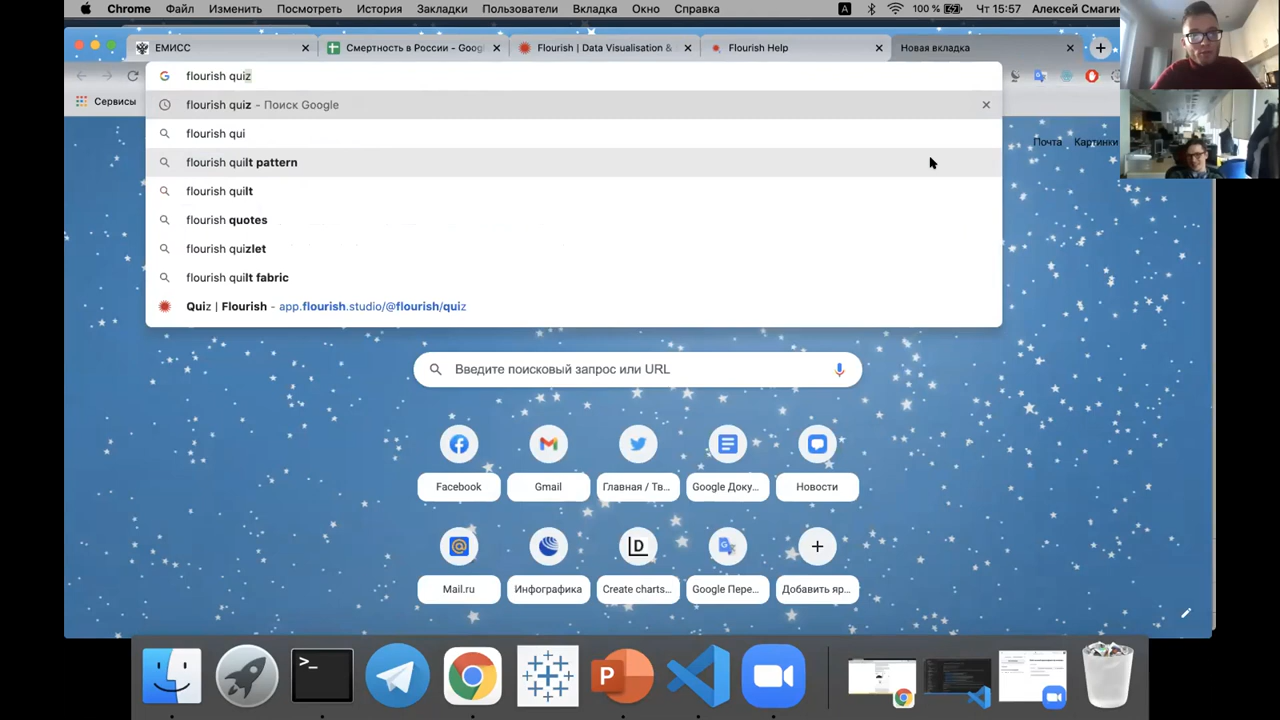 Chrome Файл Изменить Посмотреть История Закладки Пользователи Вкладка Окно Справка A 100 % Чт 15:57 Алексей Смагин
ЕМИСС
Смертность в России - Goog
Flourish | Data Visualisation &
Flourish Help
Новая вкладка
flourish quiz
Сервисы
flourish quiz - Поиск Google
flourish qui
Почта Картинки
flourish quilt pattern
flourish quilt
flourish quotes
flourish quizlet
flourish quilt fabric
Quiz | Flourish - app.flourish.studio/@flourish/quiz
Введите поисковый запрос или URL
Facebook Gmail Главная / Тв... Google Доку... Новости
D
Mail.ru Инфографика Create charts... Google Пере... Добавить яр...
>_
P